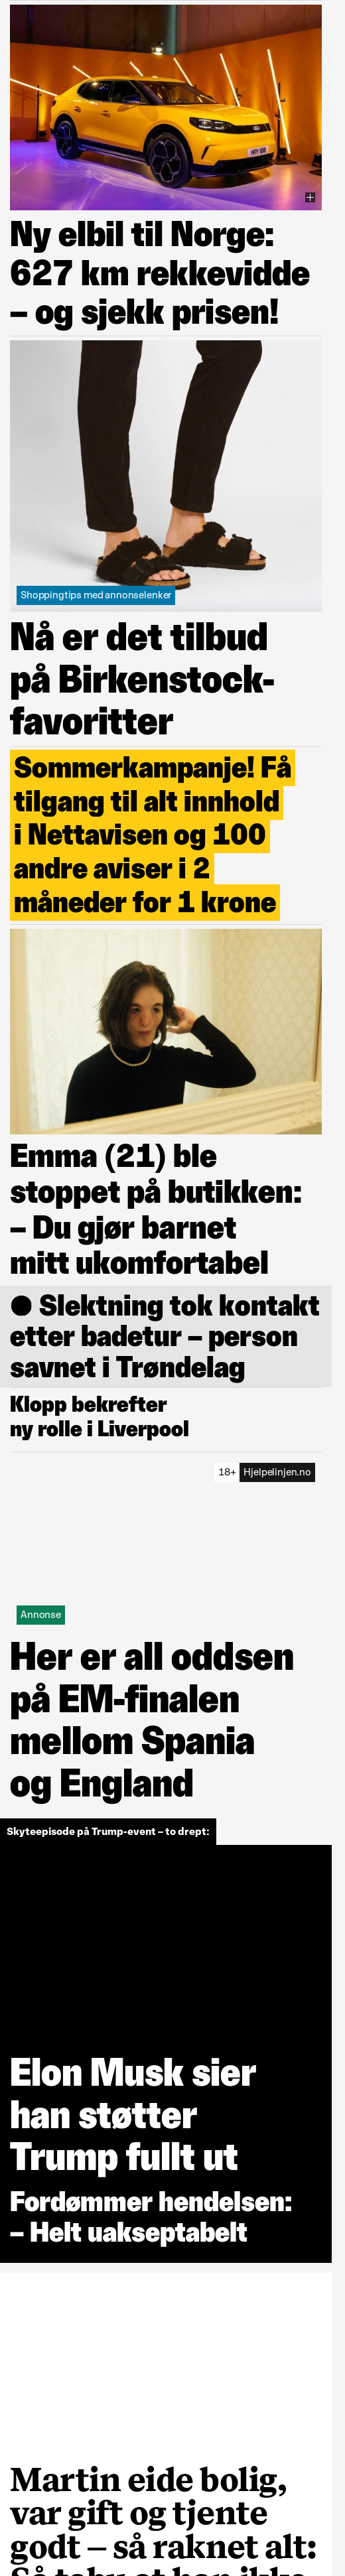 Ny elbil til Norge:
627 km rekkevidde
– og sjekk prisen!
Shoppingtips med annonselenker
Nå er det tilbud
på Birkenstock-
favoritter
Sommerkampanje! Få
tilgang til alt innhold
i Nettavisen og 100
andre aviser i 2
måneder for 1 krone
Emma (21) ble
stoppet på butikken:
– Du gjør barnet
mitt ukomfortabel
● Slektning tok kontakt
etter badetur – person
savnet i Trøndelag
Klopp bekrefter
ny rolle i Liverpool
18+ Hjelpelinjen.no
Annonse
Her er all oddsen
på EM-finalen
mellom Spania
og England
Skyteepisode på Trump-event – to drept:
Elon Musk sier
han støtter
Trump fullt ut
Fordømmer hendelsen:
– Helt uakseptabelt
Martin eide bolig,
var gift og tjente
godt – så raknet alt: